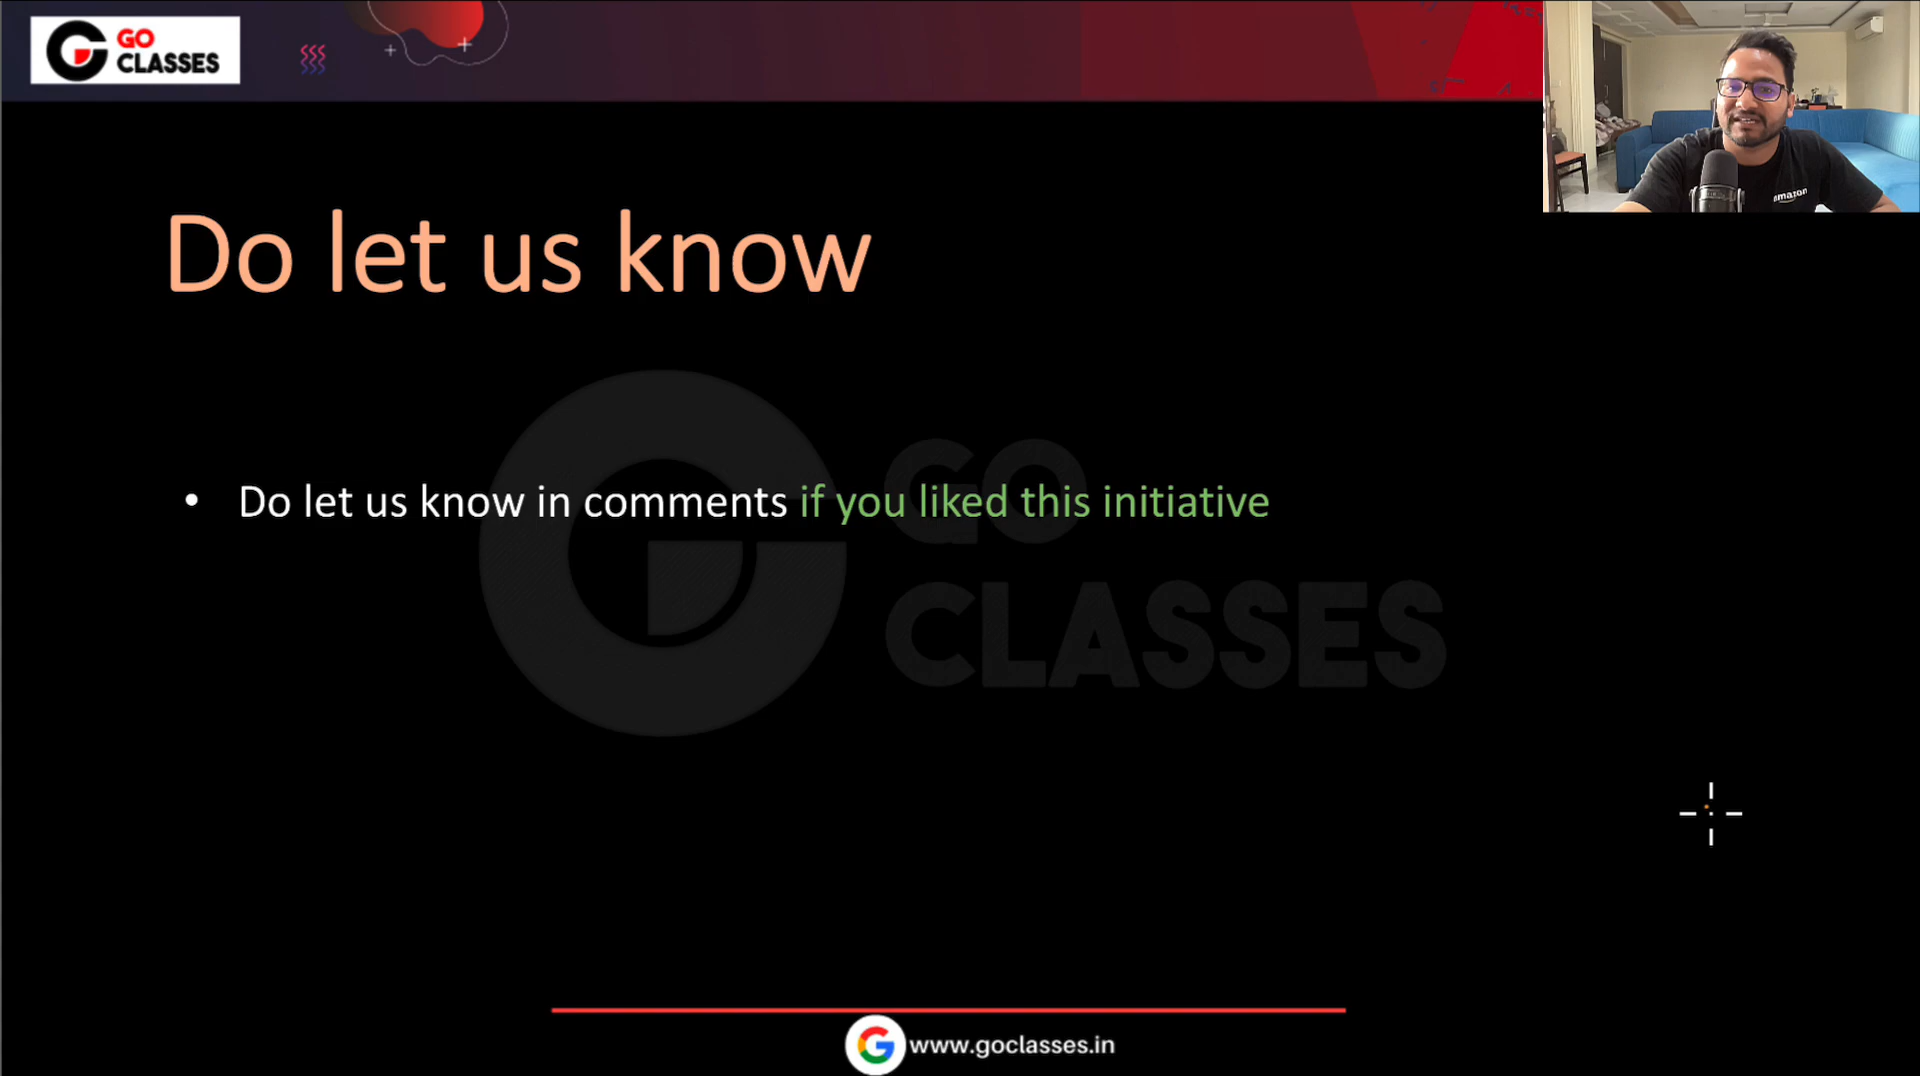 GO
CLASSES
amazon
Do let us know
• Do let us know in comments if you liked this initiative
GO
CLASSES
www.goclasses.in